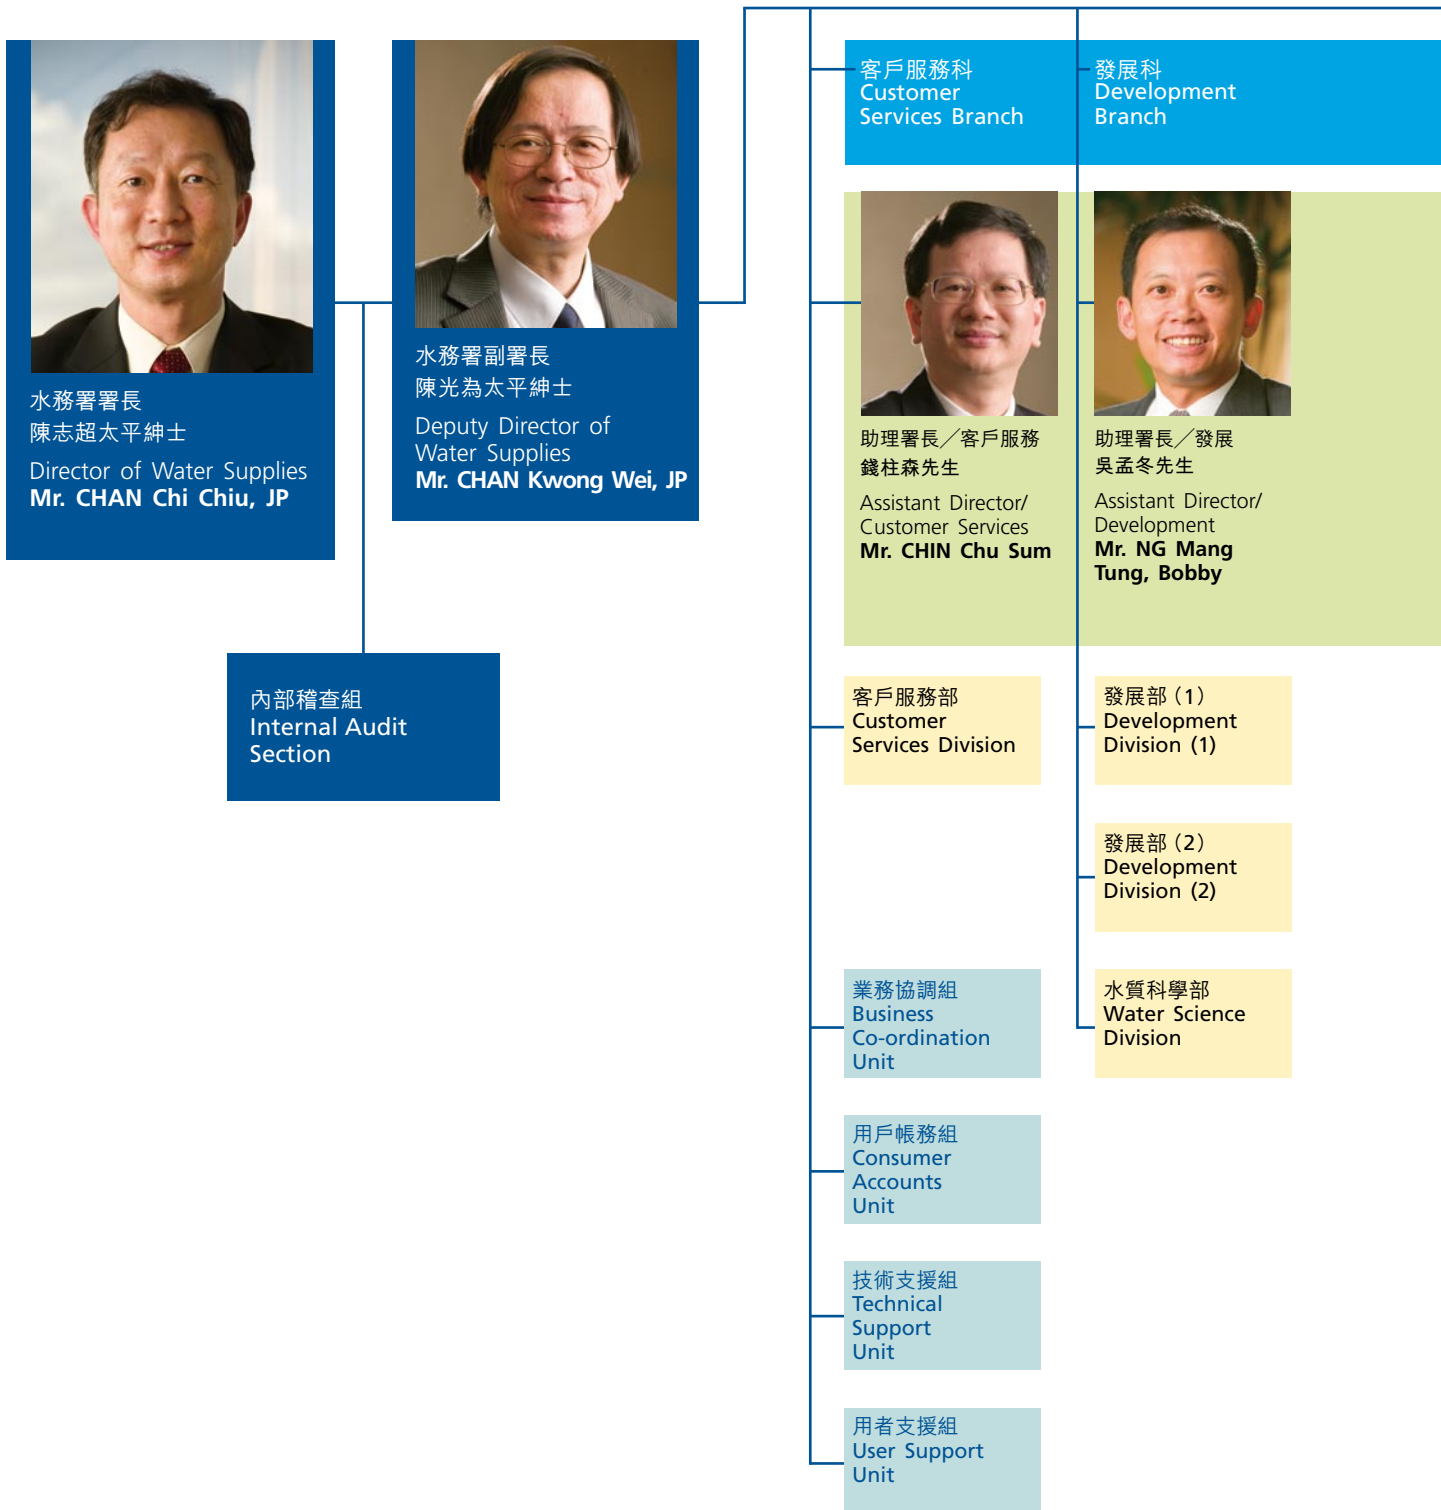 水務署署長
陳志超太平紳士
Director of Water Supplies
Mr. CHAN Chi Chiu, JP
水務署副署長
陳光為太平紳士
Deputy Director of
Water Supplies
Mr. CHAN Kwong Wei, JP
內部稽查組
Internal Audit
Section
客戶服務科
Customer
Services Branch
助理署長╱客戶服務
錢柱森先生
Assistant Director/
Customer Services
Mr. CHIN Chu Sum
客戶服務部
Customer
Services Division
業務協調組
Business
Co-ordination
Unit
用戶帳務組
Consumer
Accounts
Unit
技術支援組
Technical
Support
Unit
用者支援組
User Support
Unit
發展科
Development
Branch
助理署長╱發展
吳孟冬先生
Assistant Director/
Development
Mr. NG Mang
Tung, Bobby
發展部（1）
Development
Division (1)
發展部（2）
Development
Division (2)
水質科學部
Water Science
Division